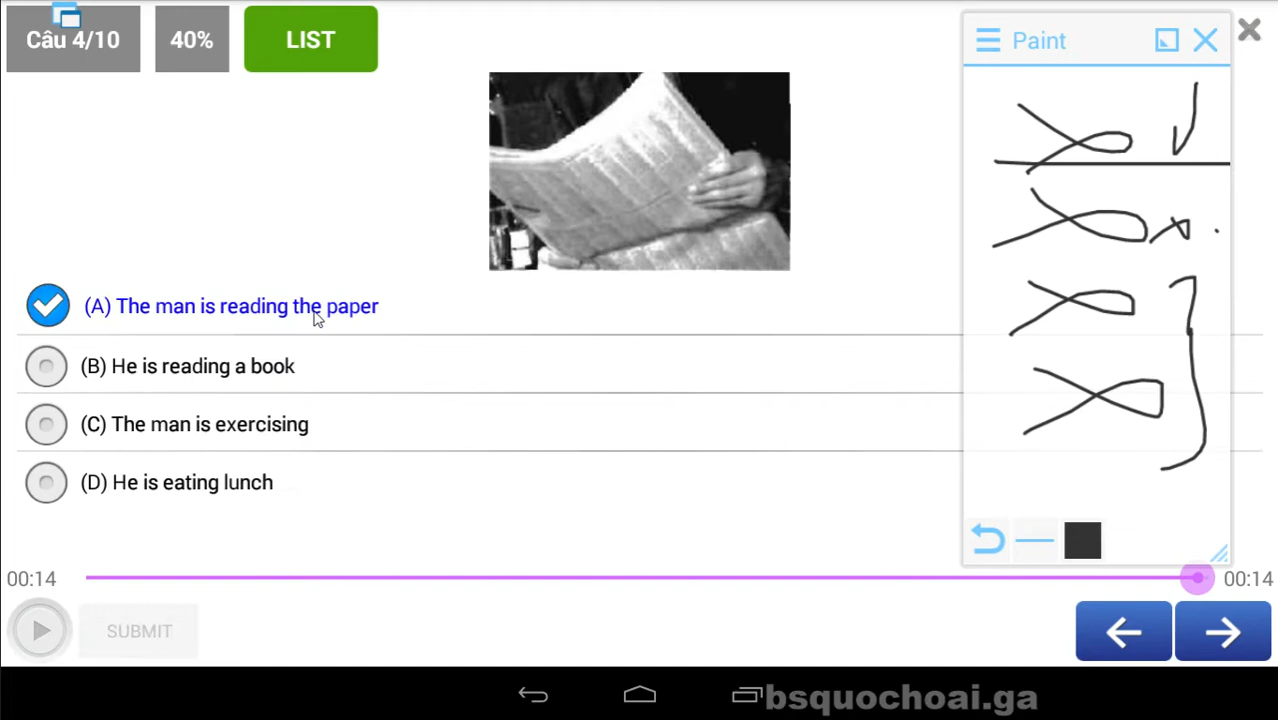 Câu 4/10
40%
LIST
Paint
(A) The man is reading the paper
(B) He is reading a book
(C) The man is exercising
(D) He is eating lunch
00:14
00:14
SUBMIT
bsquochoai.ga